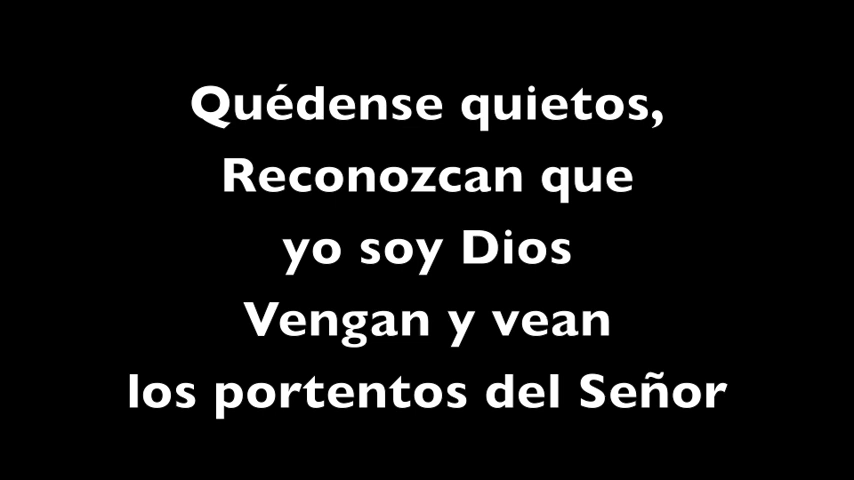 Quédense quietos,
Reconozcan que
yo soy Dios
Vengan y vean
los portentos del Señor